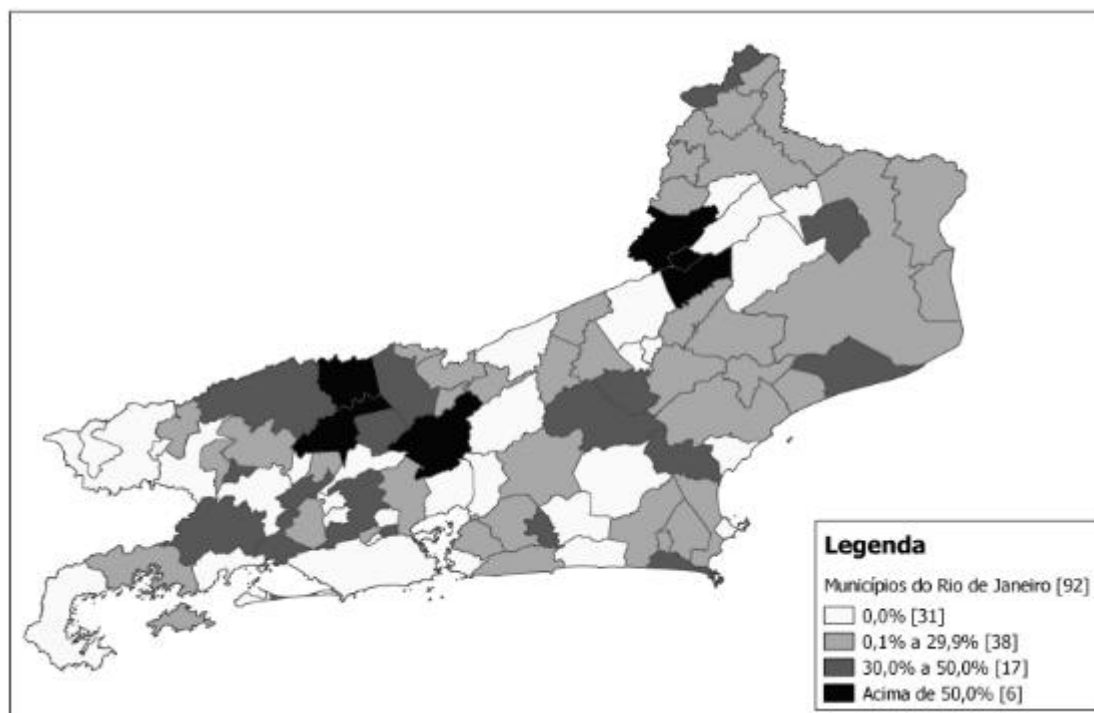 Legenda
Municípios do Rio de Janeiro [92]
0,0% [31]
0,1% a 29,9% [38]
30,0% a 50,0% [17]
Acima de 50,0% [6]